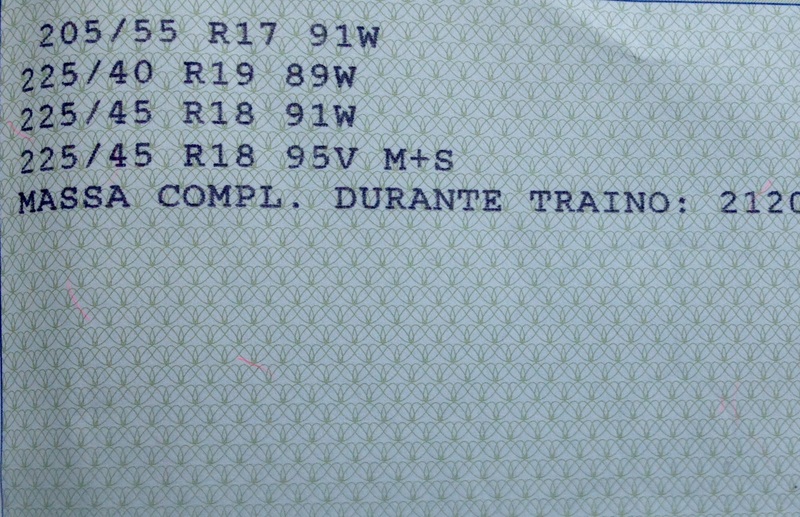 205/55 R17 91W
225/40 R19 89W
225/45 R18 91W
225/45 R18 95V M+S
MASSA COMPL. DURANTE TRAINO: 2120